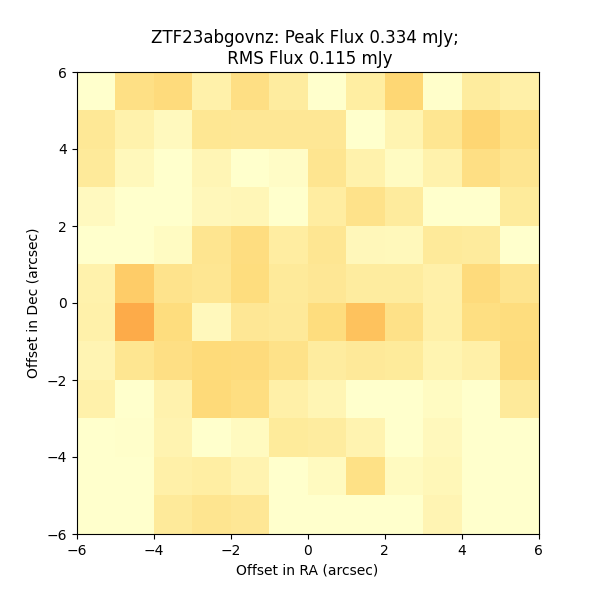 ZTF23abgovnz: Peak Flux 0.334 mJy;
RMS Flux 0.115 mJy
6
4
2
0
−2
−4
−6
Offset in Dec (arcsec)
−6 −4 −2 0 2 4 6
Offset in RA (arcsec)